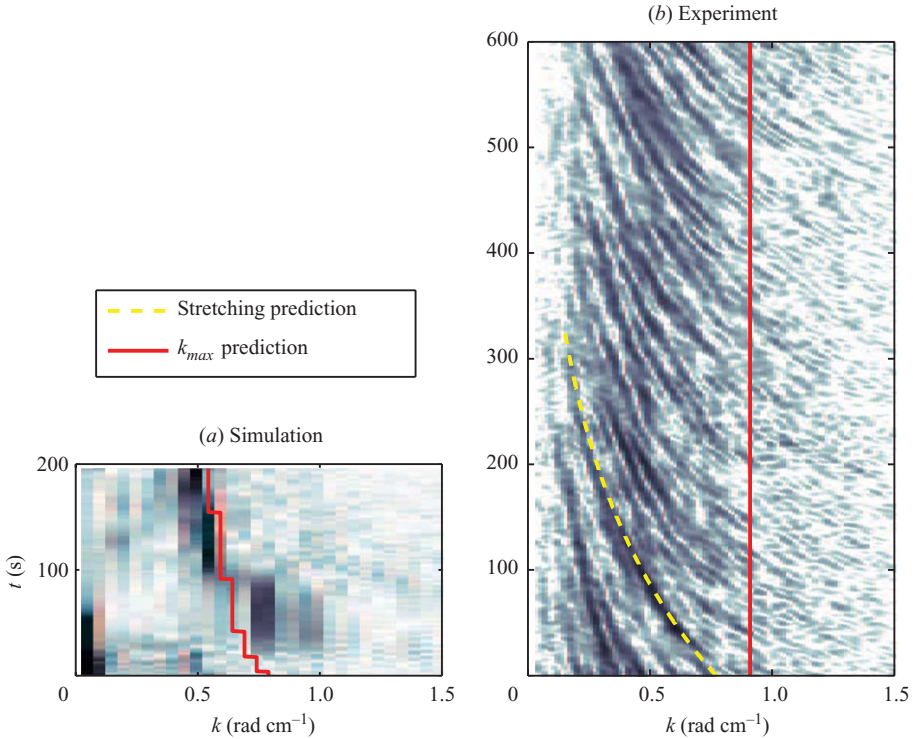 (b) Experiment
600
500
400
300
200
100
0 0.5 1.0 1.5
k (rad cm⁻¹)
Stretching prediction
k_max prediction
(a) Simulation
200
100
t (s)
0 0.5 1.0 1.5
k (rad cm⁻¹)